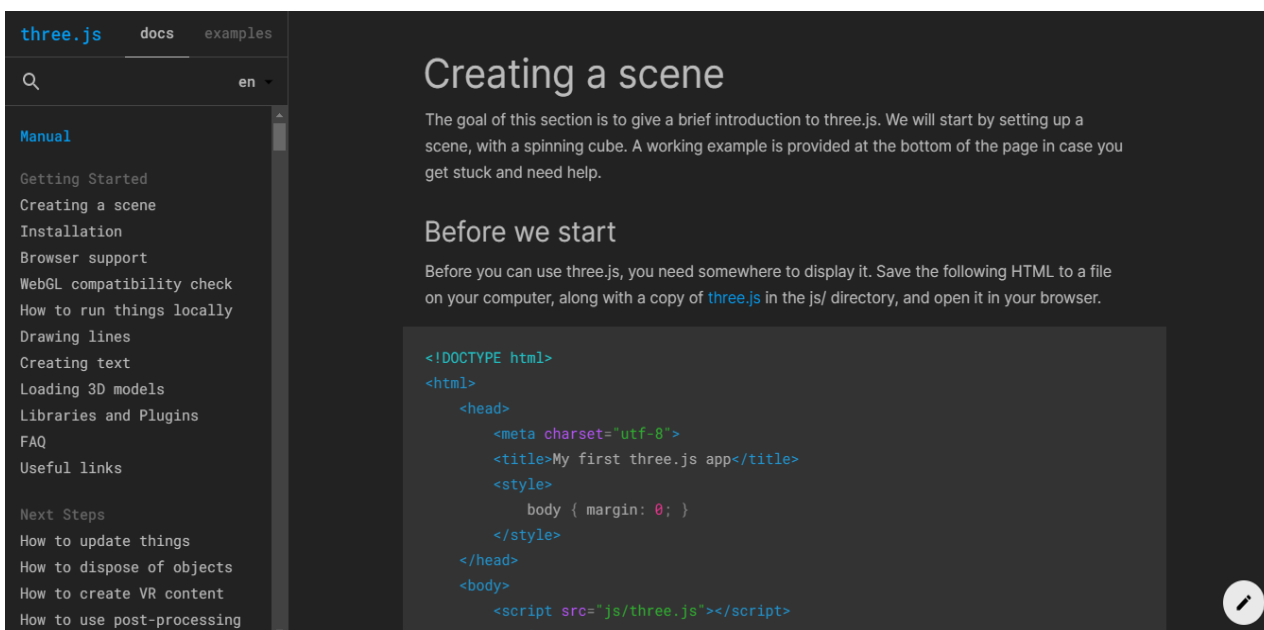 three.js docs examples
en
Manual
Getting Started
Creating a scene
Installation
Browser support
WebGL compatibility check
How to run things locally
Drawing lines
Creating text
Loading 3D models
Libraries and Plugins
FAQ
Useful links
Next Steps
How to update things
How to dispose of objects
How to create VR content
How to use post-processing
Creating a scene
The goal of this section is to give a brief introduction to three.js. We will start by setting up a
scene, with a spinning cube. A working example is provided at the bottom of the page in case you
get stuck and need help.
Before we start
Before you can use three.js, you need somewhere to display it. Save the following HTML to a file
on your computer, along with a copy of three.js in the js/ directory, and open it in your browser.
<!DOCTYPE html>
<html>
<head>
<meta charset="utf-8">
<title>My first three.js app</title>
<style>
body { margin: 0; }
</style>
</head>
<body>
<script src="js/three.js"></script>